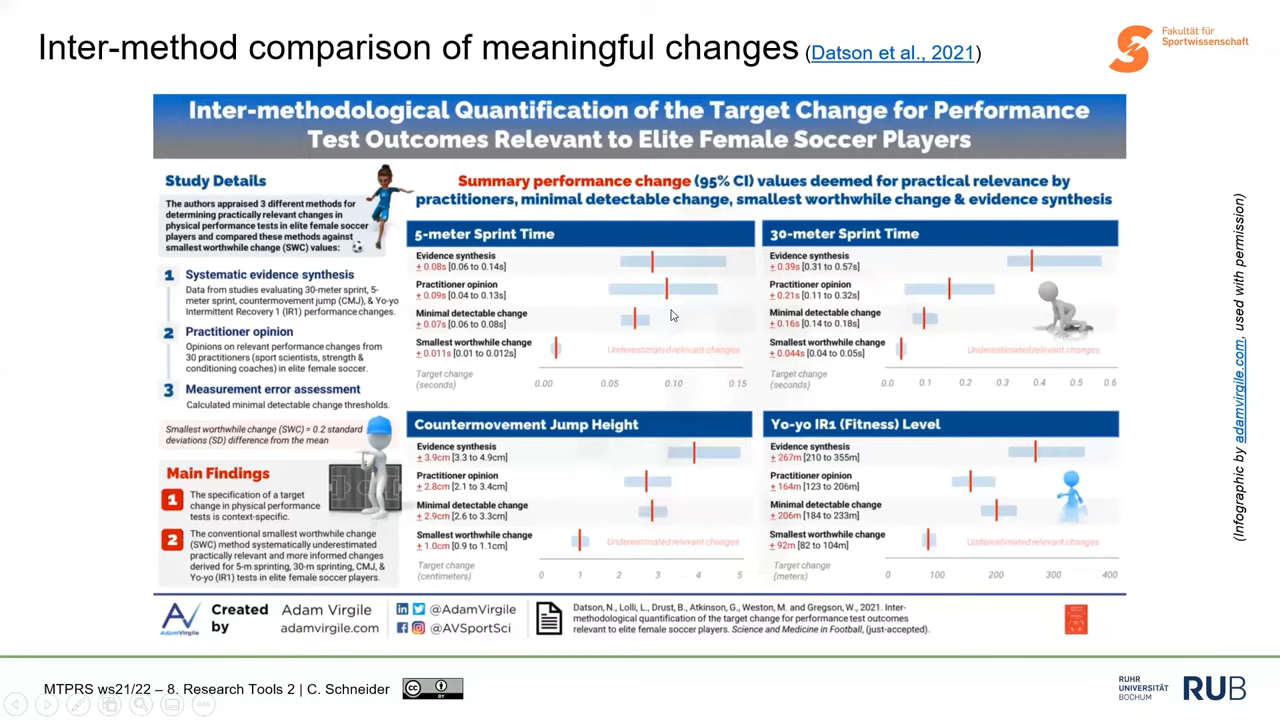 Inter-method comparison of meaningful changes (Datson et al., 2021)
Fakultät für
Sportwissenschaft
Inter-methodological Quantification of the Target Change for Performance
Test Outcomes Relevant to Elite Female Soccer Players
Study Details
The authors appraised 3 different methods for
determining practically relevant changes in
physical performance tests in elite female soccer
players and compared these methods against
smallest worthwhile change (SWC) values:
1 Systematic evidence synthesis
Data from studies evaluating 30-meter sprint, 5-
meter sprint, countermovement jump (CMJ), & Yo-yo
Intermittent Recovery 1 (IR1) performance changes.
2 Practitioner opinion
Opinions on relevant performance changes from
30 practitioners (sport scientists, strength &
conditioning coaches) in elite female soccer.
3 Measurement error assessment
Calculated minimal detectable change thresholds.
Smallest worthwhile change (SWC) = 0.2 standard
deviations (SD) difference from the mean
Main Findings
1 The specification of a target
change in physical performance
tests is context-specific.
2 The conventional smallest worthwhile change
(SWC) method systematically underestimated
practically relevant and more informed changes
derived for 5-m sprinting, 30-m sprinting, CMJ, &
Yo-yo (IR1) tests in elite female soccer players.
Summary performance change (95% CI) values deemed for practical relevance by
practitioners, minimal detectable change, smallest worthwhile change & evidence synthesis
5-meter Sprint Time
Evidence synthesis
± 0.08s [0.06 to 0.14s]
Practitioner opinion
± 0.09s [0.04 to 0.13s]
Minimal detectable change
± 0.07s [0.06 to 0.08s]
Smallest worthwhile change
± 0.011s [0.01 to 0.012s]
Underestimated relevant changes
Target change
(seconds)
0.00 0.05 0.10 0.15
30-meter Sprint Time
Evidence synthesis
± 0.39s [0.31 to 0.57s]
Practitioner opinion
± 0.21s [0.11 to 0.32s]
Minimal detectable change
± 0.16s [0.14 to 0.18s]
Smallest worthwhile change
± 0.044s [0.04 to 0.05s]
Underestimated relevant changes
Target change
(seconds)
0.0 0.1 0.2 0.3 0.4 0.5 0.6
Countermovement Jump Height
Evidence synthesis
± 3.9cm [3.3 to 4.9cm]
Practitioner opinion
± 2.8cm [2.1 to 3.4cm]
Minimal detectable change
± 2.9cm [2.6 to 3.3cm]
Smallest worthwhile change
± 1.0cm [0.9 to 1.1cm]
Underestimated relevant changes
Target change
(centimeters)
0 1 2 3 4 5
Yo-yo IR1 (Fitness) Level
Evidence synthesis
± 267m [210 to 355m]
Practitioner opinion
± 164m [123 to 206m]
Minimal detectable change
± 206m [184 to 233m]
Smallest worthwhile change
± 92m [82 to 104m]
Underestimated relevant changes
Target change
(meters)
0 100 200 300 400
(Infographic by adamvirgile.com, used with permission)
AdamVirgile
Created
by
Adam Virgile
adamvirgile.com
@AdamVirgile
@AVSportSci
Datson, N., Lolli, L., Drust, B., Atkinson, G., Weston, M. and Gregson, W., 2021. Inter-
methodological quantification of the target change for performance test outcomes
relevant to elite female soccer players. Science and Medicine in Football, (just-accepted).
MTPRS ws21/22 – 8. Research Tools 2 | C. Schneider
CC BY
RUHR
UNIVERSITÄT
BOCHUM
RUB